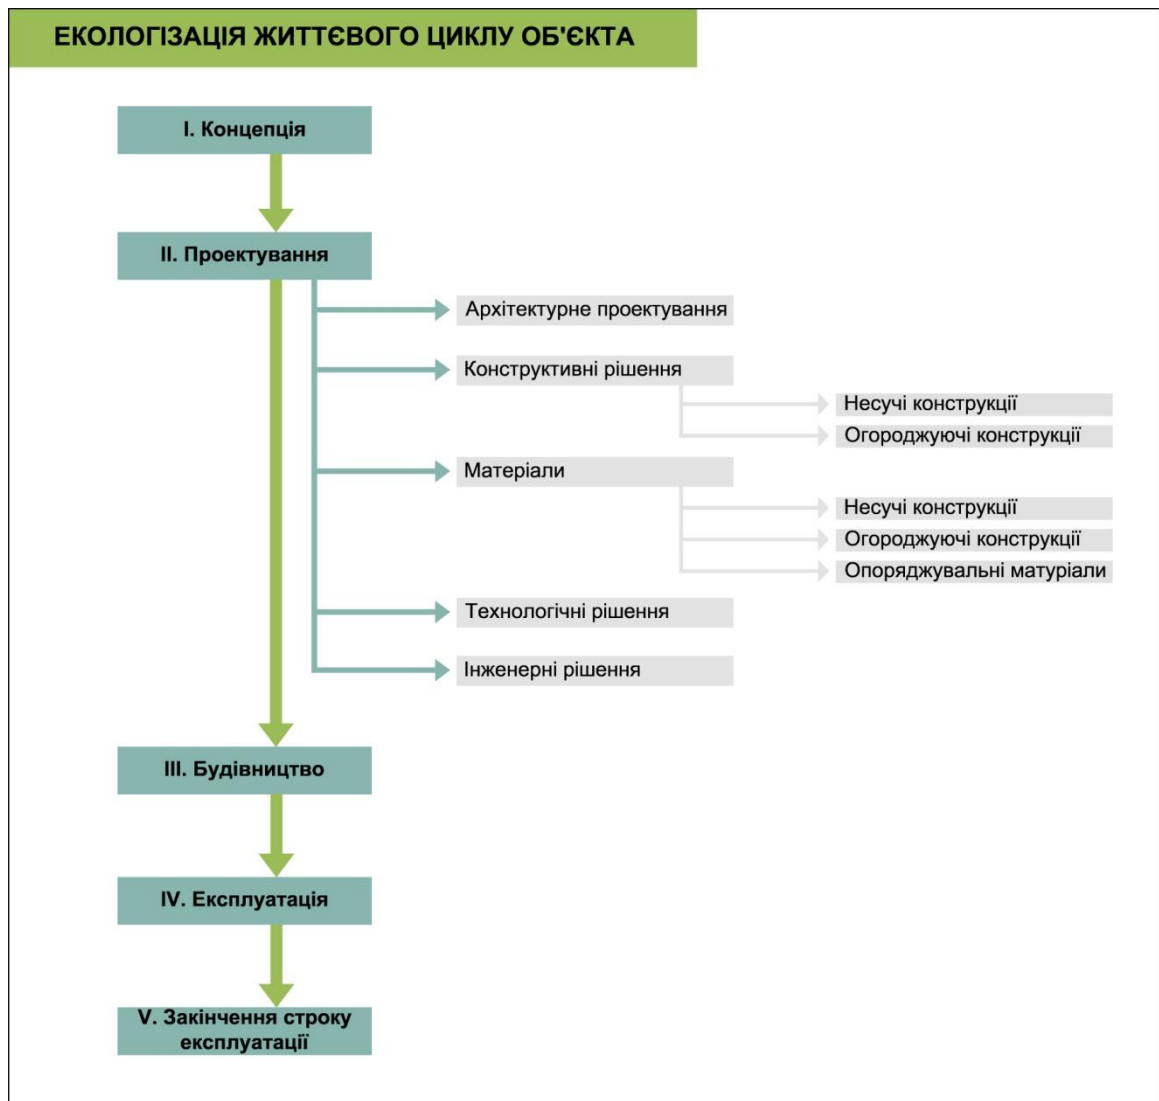 ЕКОЛОГІЗАЦІЯ ЖИТТЄВОГО ЦИКЛУ ОБ'ЄКТА
I. Концепція
II. Проектування
Архітектурне проектування
Конструктивні рішення
Несучі конструкції
Огороджуючі конструкції
Матеріали
Несучі конструкції
Огороджуючі конструкції
Опоряджувальні матуріали
Технологічні рішення
Інженерні рішення
III. Будівництво
IV. Експлуатація
V. Закінчення строку
експлуатації